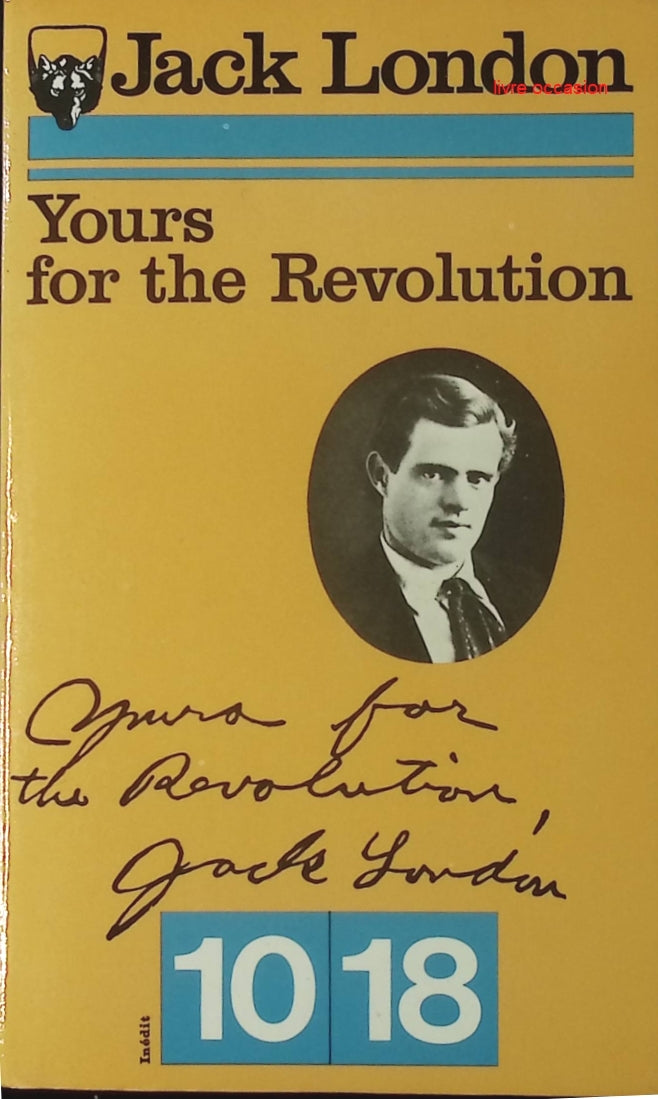 Jack London
livre occasion
Yours
for the Revolution
Yours for
the Revolution,
Jack London
Inédit
10 18